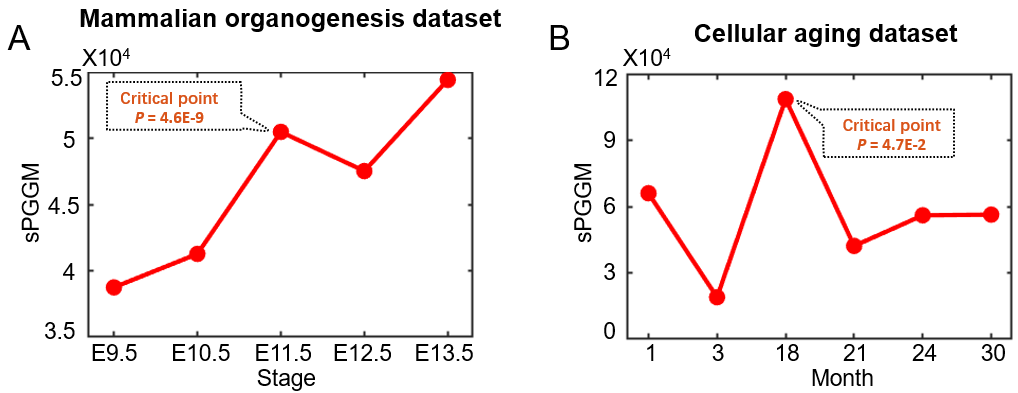 A
Mammalian organogenesis dataset
X10⁴
5.5
5
4.5
4
3.5
sPGGM
Critical point
P = 4.6E-9
E9.5 E10.5 E11.5 E12.5 E13.5
Stage
B
Cellular aging dataset
X10⁴
12
9
6
3
0
sPGGM
Critical point
P = 4.7E-2
1 3 18 21 24 30
Month